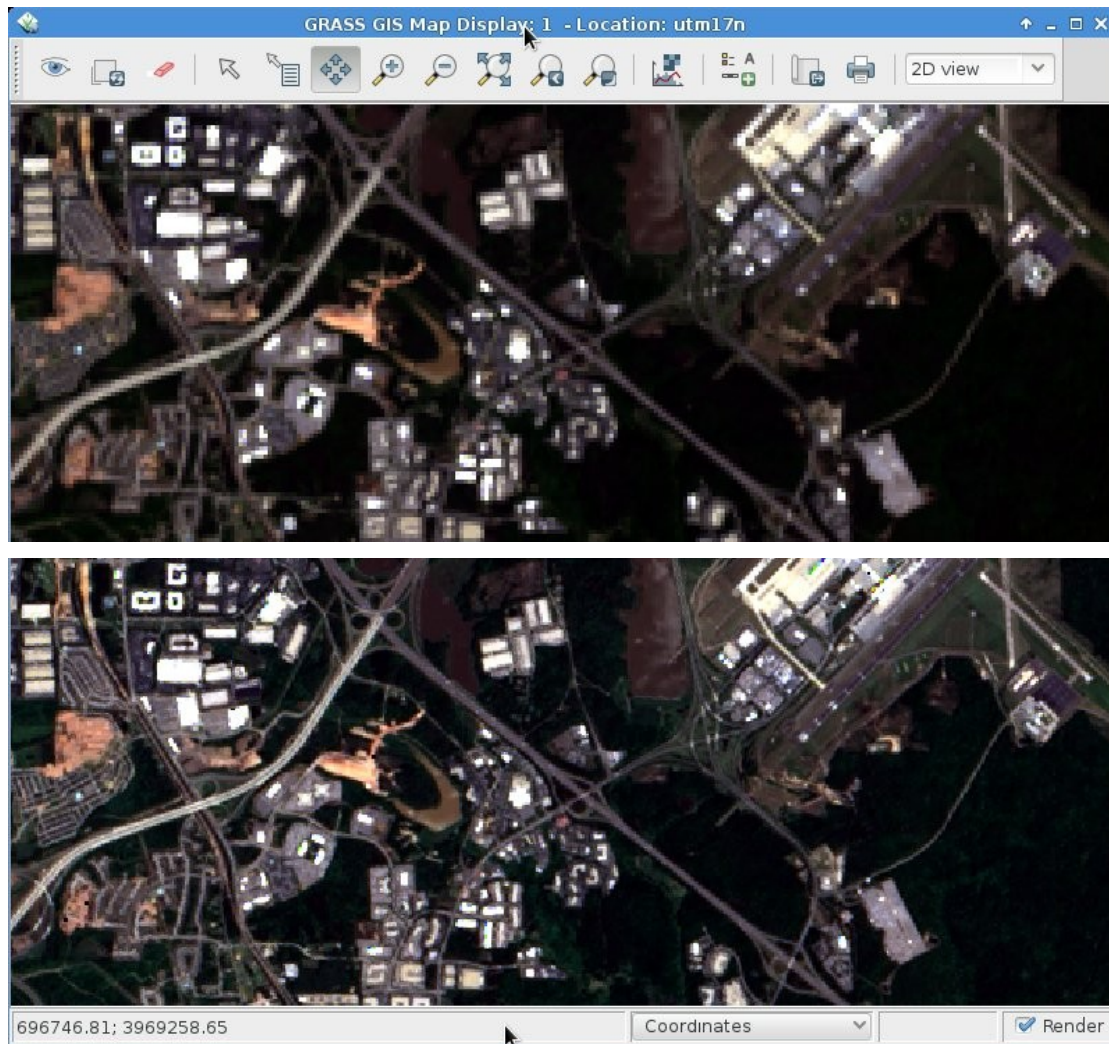 GRASS GIS Map Display: 1 - Location: utm17n
2D view
696746.81; 3969258.65
Coordinates
Render